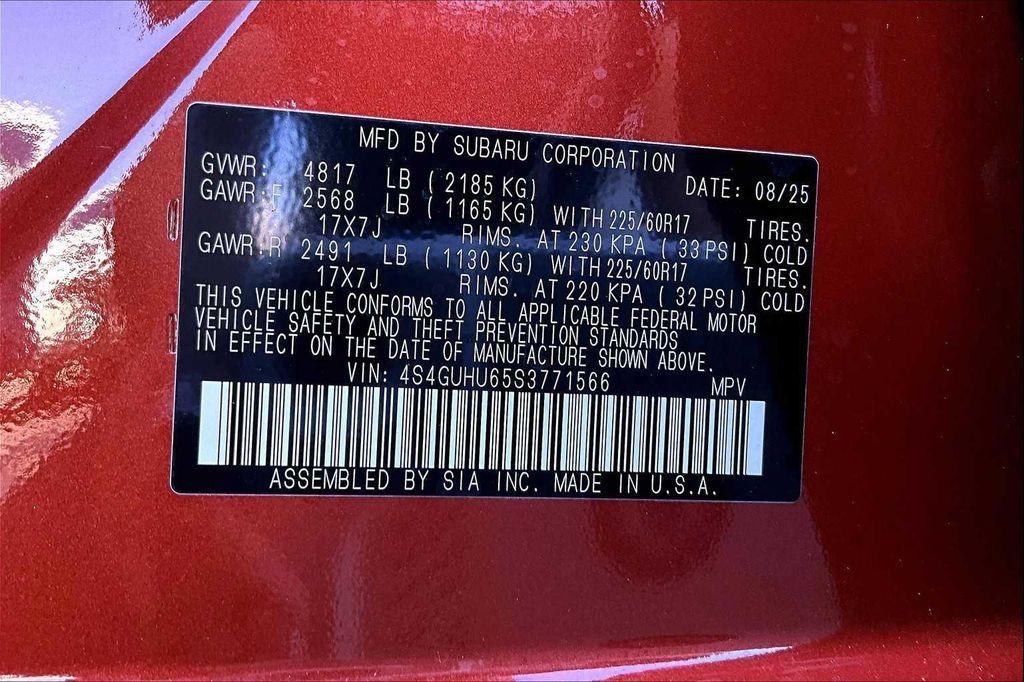 MFD BY SUBARU CORPORATION
GVWR: 4817 LB ( 2185 KG) DATE: 08/25
GAWR:F 2568 LB ( 1165 KG) WITH 225/60R17 TIRES.
17X7J RIMS. AT 230 KPA ( 33 PSI) COLD
GAWR:R 2491 LB ( 1130 KG) WITH 225/60R17 TIRES.
17X7J RIMS. AT 220 KPA ( 32 PSI) COLD
THIS VEHICLE CONFORMS TO ALL APPLICABLE FEDERAL MOTOR
VEHICLE SAFETY AND THEFT PREVENTION STANDARDS
IN EFFECT ON THE DATE OF MANUFACTURE SHOWN ABOVE.
VIN: 4S4GUHU65S3771566 MPV
ASSEMBLED BY SIA INC. MADE IN U.S.A.